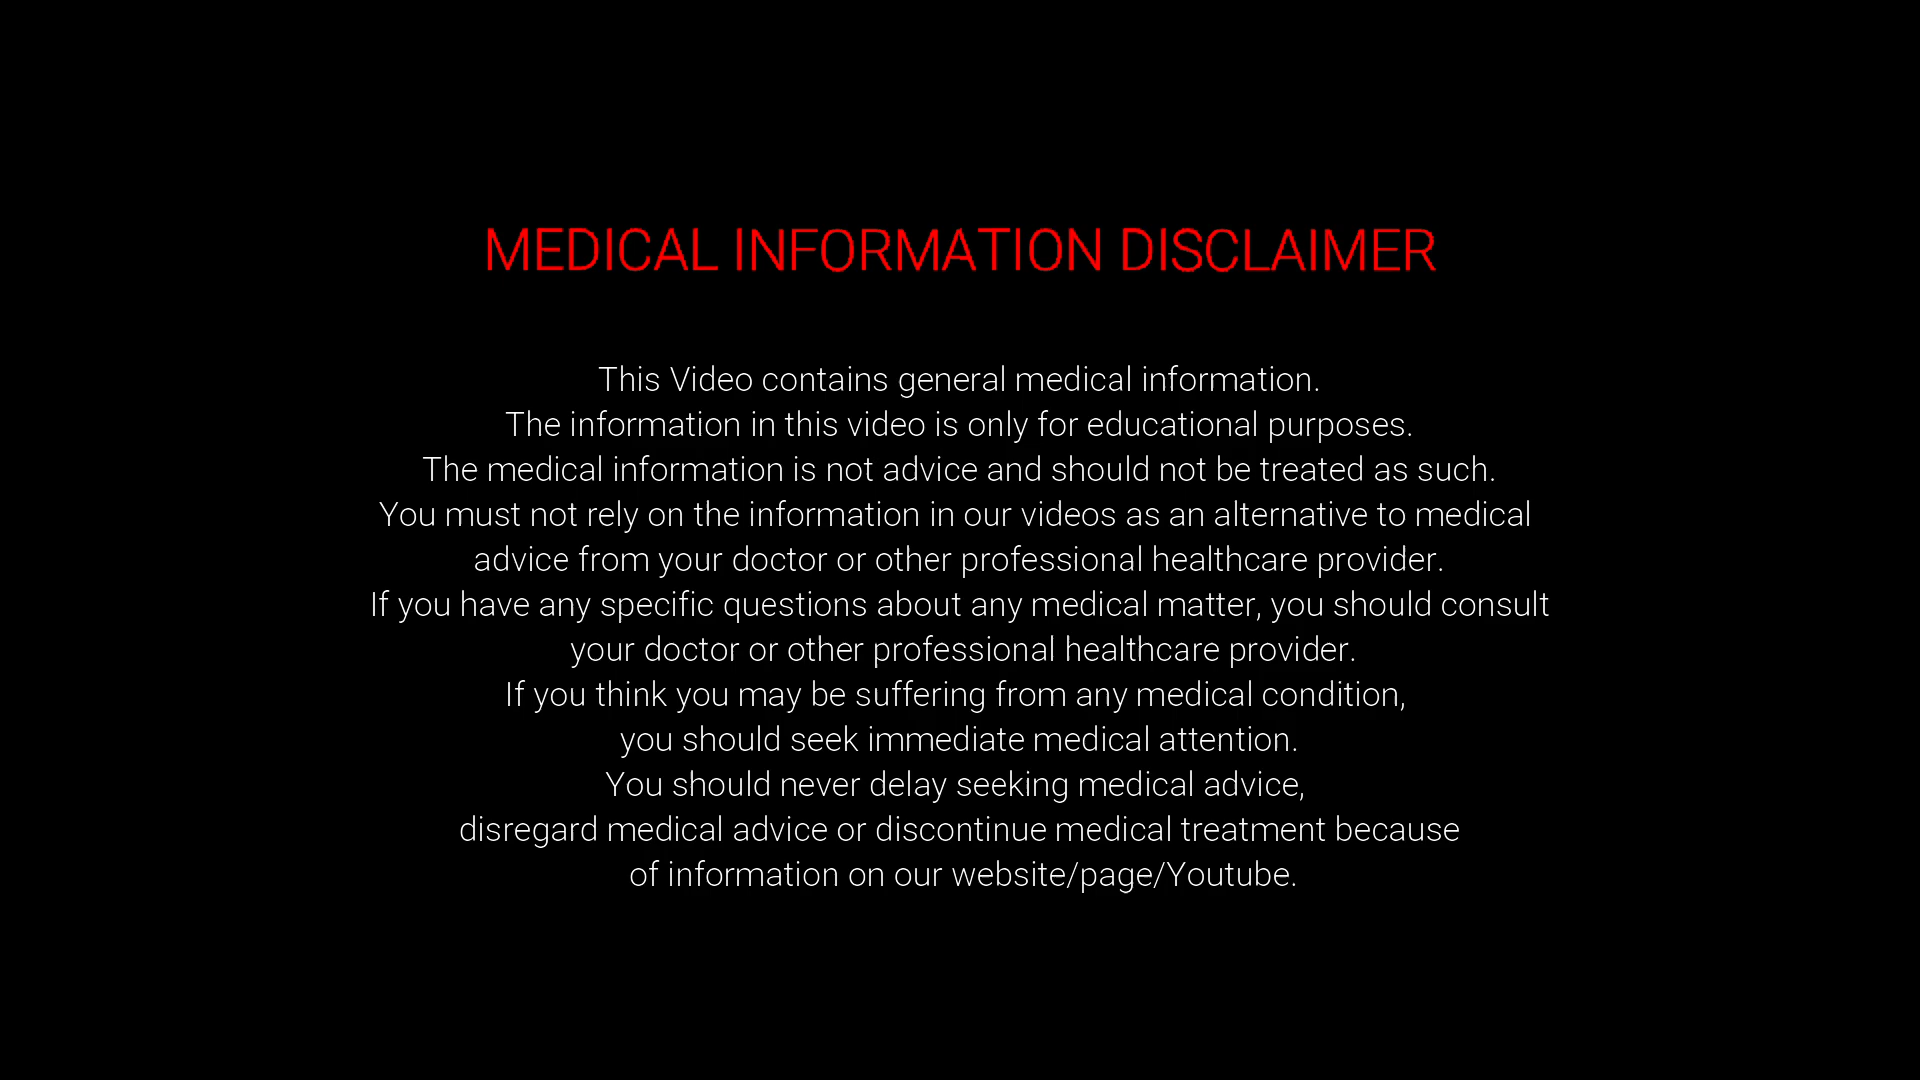 MEDICAL INFORMATION DISCLAIMER
This Video contains general medical information.
The information in this video is only for educational purposes.
The medical information is not advice and should not be treated as such.
You must not rely on the information in our videos as an alternative to medical
advice from your doctor or other professional healthcare provider.
If you have any specific questions about any medical matter, you should consult
your doctor or other professional healthcare provider.
If you think you may be suffering from any medical condition,
you should seek immediate medical attention.
You should never delay seeking medical advice,
disregard medical advice or discontinue medical treatment because
of information on our website/page/Youtube.